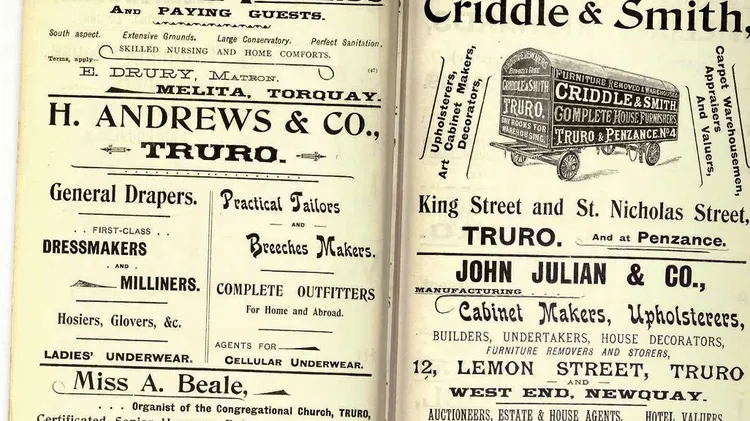 AND PAYING GUESTS.
South aspect. Extensive Grounds. Large Conservatory. Perfect Sanitation.
SKILLED NURSING AND HOME COMFORTS.
Terms, apply—
E. DRURY, MATRON.
(47)
MELITA, TORQUAY.
H. ANDREWS & CO.,
TRURO.
General Drapers.
. . FIRST-CLASS . .
DRESSMAKERS
. . AND . .
MILLINERS.
Hosiers, Glovers, &c.
LADIES' UNDERWEAR.
Practical Tailors
— AND —
Breeches Makers.
COMPLETE OUTFITTERS
For Home and Abroad.
AGENTS FOR
CELLULAR UNDERWEAR.
Miss A. Beale,
Organist of the Congregational Church, TRURO,
Criddle & Smith,
Upholsterers,
Art Cabinet Makers,
Decorators,
FURNITURE REMOVED & WAREHOUSED
CRIDDLE & SMITH,
COMPLETE HOUSE FURNISHERS
TRURO & PENZANCE. No 4
CRIDDLE & SMITH
TRURO.
DRY ROOMS FOR
WAREHOUSING
Carpet Warehousemen,
Appraisers
And Valuers,
King Street and St. Nicholas Street,
TRURO. And at Penzance.
JOHN JULIAN & CO.,
MANUFACTURING
Cabinet Makers, Upholsterers,
BUILDERS, UNDERTAKERS, HOUSE DECORATORS,
FURNITURE REMOVERS AND STORERS,
12, LEMON STREET, TRURO
— AND —
WEST END, NEWQUAY.
AUCTIONEERS, ESTATE & HOUSE AGENTS, HOTEL VALUERS